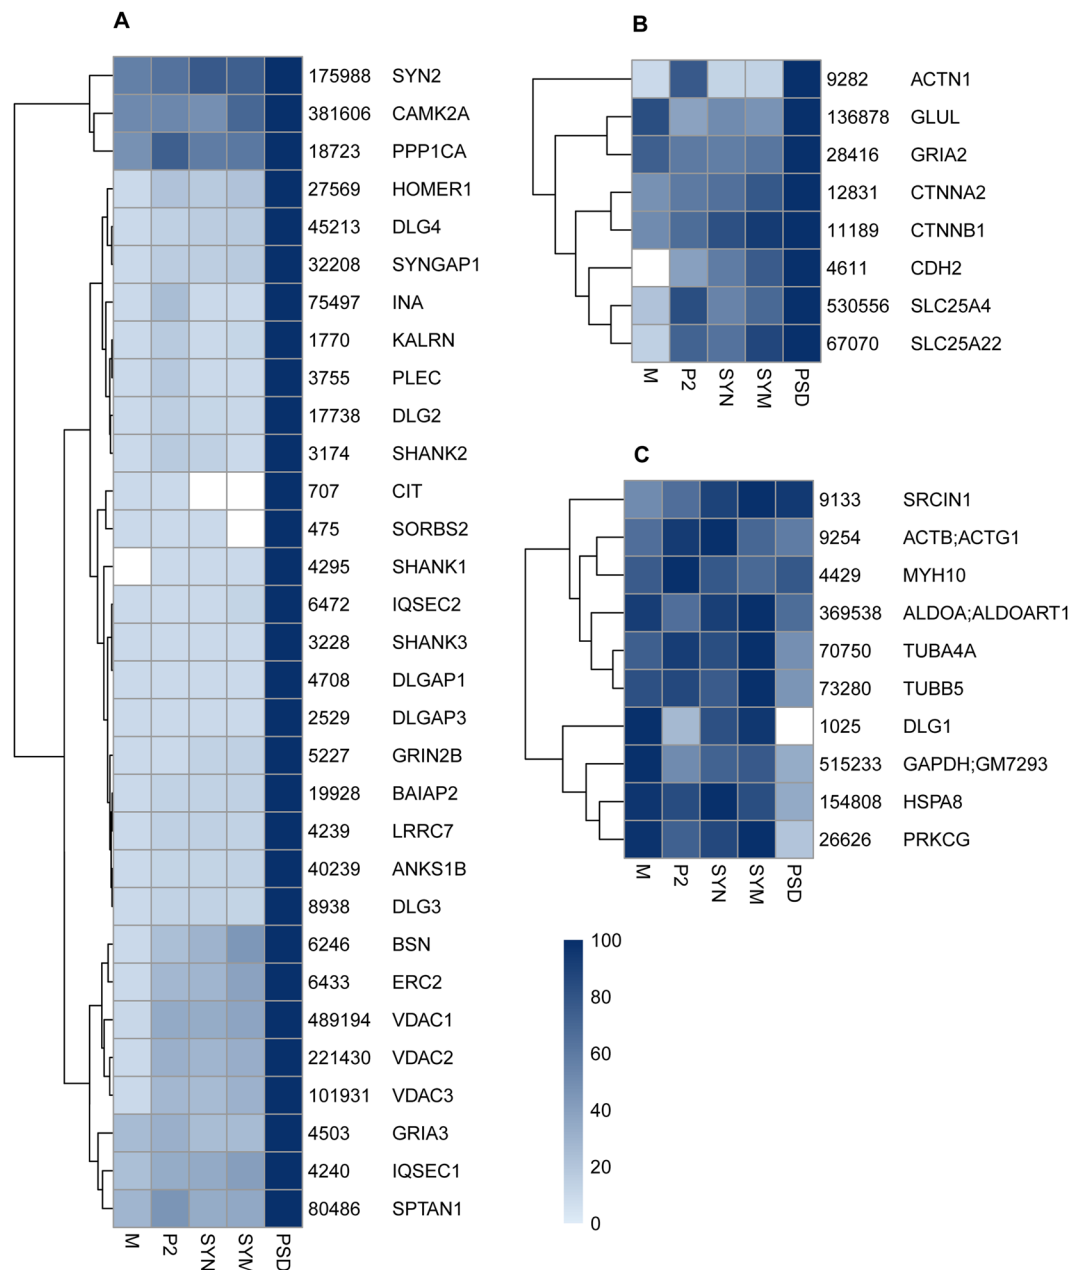 A
175988 SYN2
381606 CAMK2A
18723 PPP1CA
27569 HOMER1
45213 DLG4
32208 SYNGAP1
75497 INA
1770 KALRN
3755 PLEC
17738 DLG2
3174 SHANK2
707 CIT
475 SORBS2
4295 SHANK1
6472 IQSEC2
3228 SHANK3
4708 DLGAP1
2529 DLGAP3
5227 GRIN2B
19928 BAIAP2
4239 LRRC7
40239 ANKS1B
8938 DLG3
6246 BSN
6433 ERC2
489194 VDAC1
221430 VDAC2
101931 VDAC3
4503 GRIA3
4240 IQSEC1
80486 SPTAN1
M P2 SYN SYM PSD
B
9282 ACTN1
136878 GLUL
28416 GRIA2
12831 CTNNA2
11189 CTNNB1
4611 CDH2
530556 SLC25A4
67070 SLC25A22
M P2 SYN SYM PSD
C
9133 SRCIN1
9254 ACTB;ACTG1
4429 MYH10
369538 ALDOA;ALDOART1
70750 TUBA4A
73280 TUBB5
1025 DLG1
515233 GAPDH;GM7293
154808 HSPA8
26626 PRKCG
M P2 SYN SYM PSD
100
80
60
40
20
0